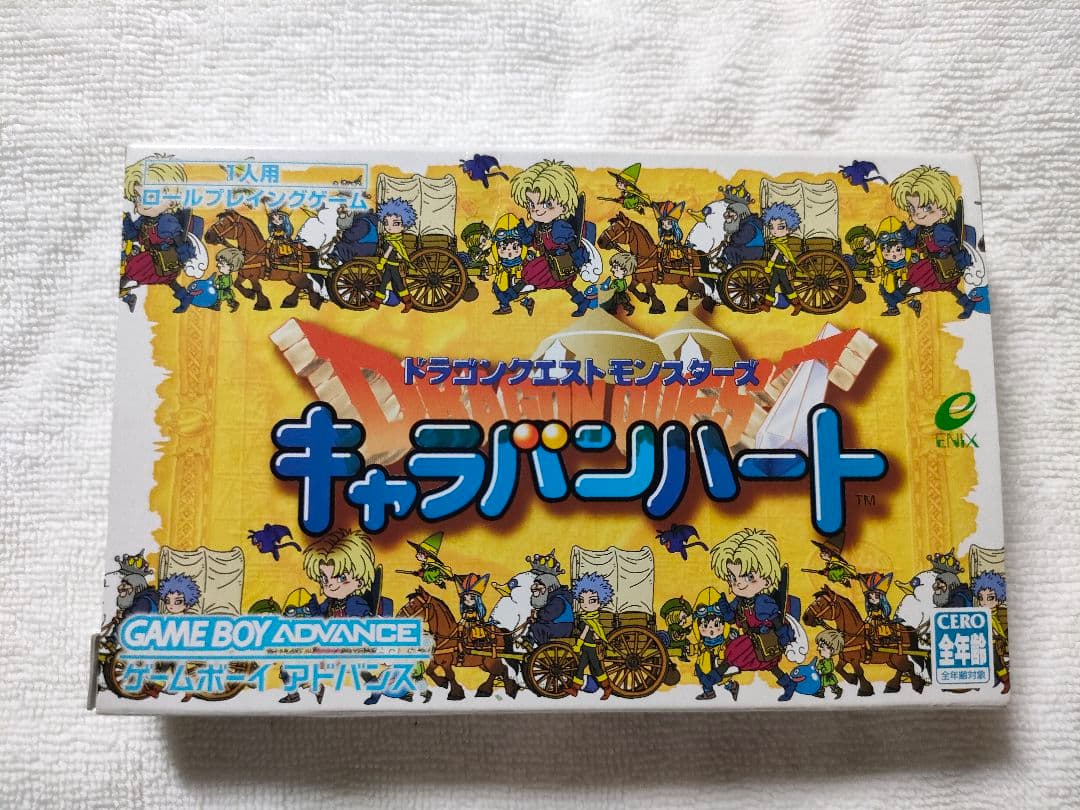 1人用
ロールプレイングゲーム
DRAGON QUEST
ドラゴンクエスト モンスターズ
キャラバンハート
TM
ENIX
GAME BOY ADVANCE
ゲームボーイ アドバンス
CERO
全年齢
全年齢対象